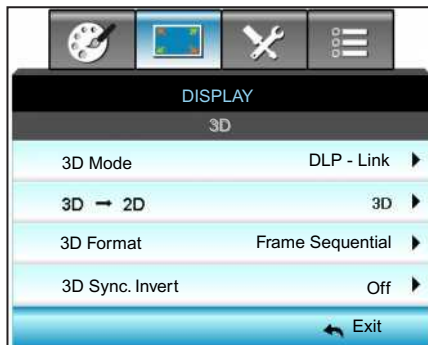 DISPLAY
3D
3D Mode DLP - Link
3D → 2D 3D
3D Format Frame Sequential
3D Sync. Invert Off
Exit